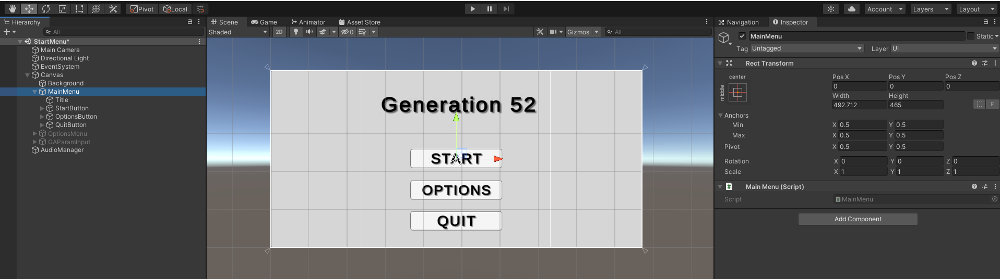 Pivot Local Account Layers Layout
Hierarchy
All
StartMenu*
Main Camera
Directional Light
EventSystem
Canvas
Background
MainMenu
Title
StartButton
OptionsButton
QuitButton
OptionsMenu
GAParamInput
AudioManager
Scene Game Animator Asset Store
Shaded 2D 0 Gizmos All
Generation 52
START
OPTIONS
QUIT
Navigation Inspector
MainMenu Static
Tag Untagged Layer UI
Rect Transform
center
middle
Pos X Pos Y Pos Z
0 0 0
Width Height
492.712 465 R
Anchors
Min X 0.5 Y 0.5
Max X 0.5 Y 0.5
Pivot X 0.5 Y 0.5
Rotation X 0 Y 0 Z 0
Scale X 1 Y 1 Z 1
# Main Menu (Script)
Script MainMenu
Add Component